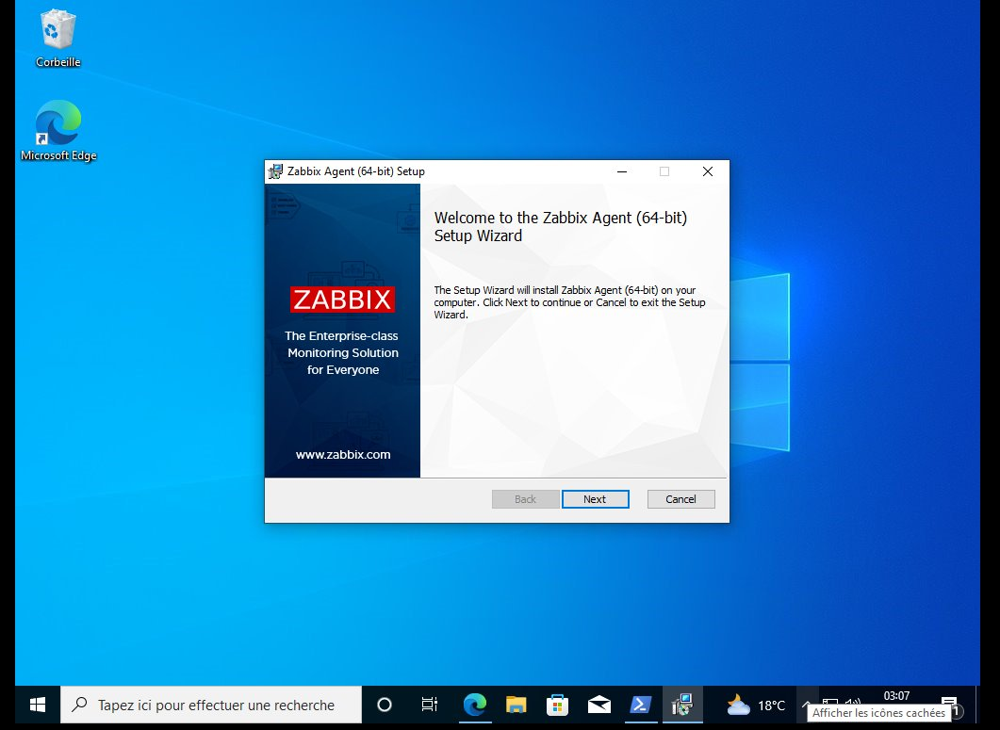 Corbeille
Microsoft Edge
Zabbix Agent (64-bit) Setup
Welcome to the Zabbix Agent (64-bit)
Setup Wizard
The Setup Wizard will install Zabbix Agent (64-bit) on your
computer. Click Next to continue or Cancel to exit the Setup
Wizard.
ZABBIX
The Enterprise-class
Monitoring Solution
for Everyone
www.zabbix.com
Back
Next
Cancel
Tapez ici pour effectuer une recherche
18°C
03:07
Afficher les icônes cachées
1